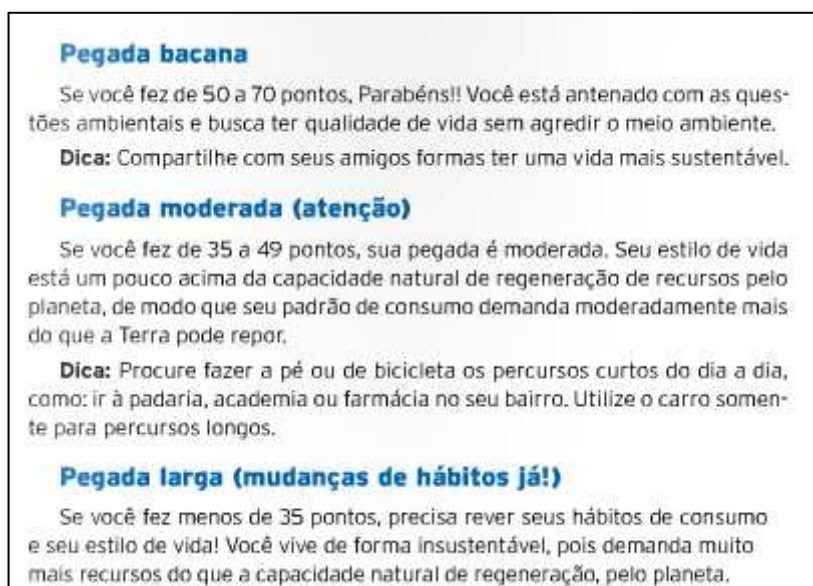 Pegada bacana
Se você fez de 50 a 70 pontos, Parabéns!! Você está antenado com as ques-
tões ambientais e busca ter qualidade de vida sem agredir o meio ambiente.
Dica: Compartilhe com seus amigos formas ter uma vida mais sustentável.
Pegada moderada (atenção)
Se você fez de 35 a 49 pontos, sua pegada é moderada. Seu estilo de vida
está um pouco acima da capacidade natural de regeneração de recursos pelo
planeta, de modo que seu padrão de consumo demanda moderadamente mais
do que a Terra pode repor.
Dica: Procure fazer a pé ou de bicicleta os percursos curtos do dia a dia,
como: ir à padaria, academia ou farmácia no seu bairro. Utilize o carro somen-
te para percursos longos.
Pegada larga (mudanças de hábitos já!)
Se você fez menos de 35 pontos, precisa rever seus hábitos de consumo
e seu estilo de vida! Você vive de forma insustentável, pois demanda muito
mais recursos do que a capacidade natural de regeneração, pelo planeta.